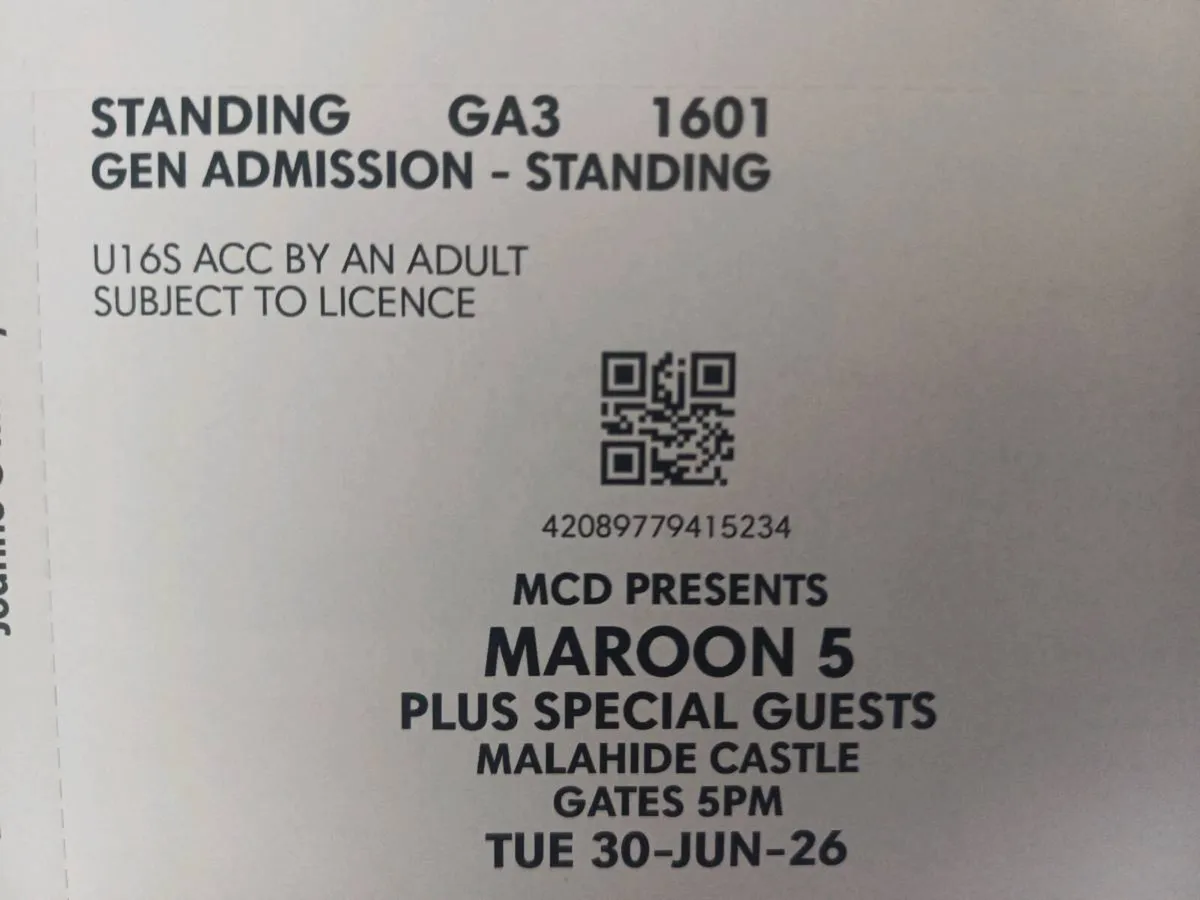 STANDING GA3 1601
GEN ADMISSION - STANDING
U16S ACC BY AN ADULT
SUBJECT TO LICENCE
42089779415234
MCD PRESENTS
MAROON 5
PLUS SPECIAL GUESTS
MALAHIDE CASTLE
GATES 5PM
TUE 30-JUN-26